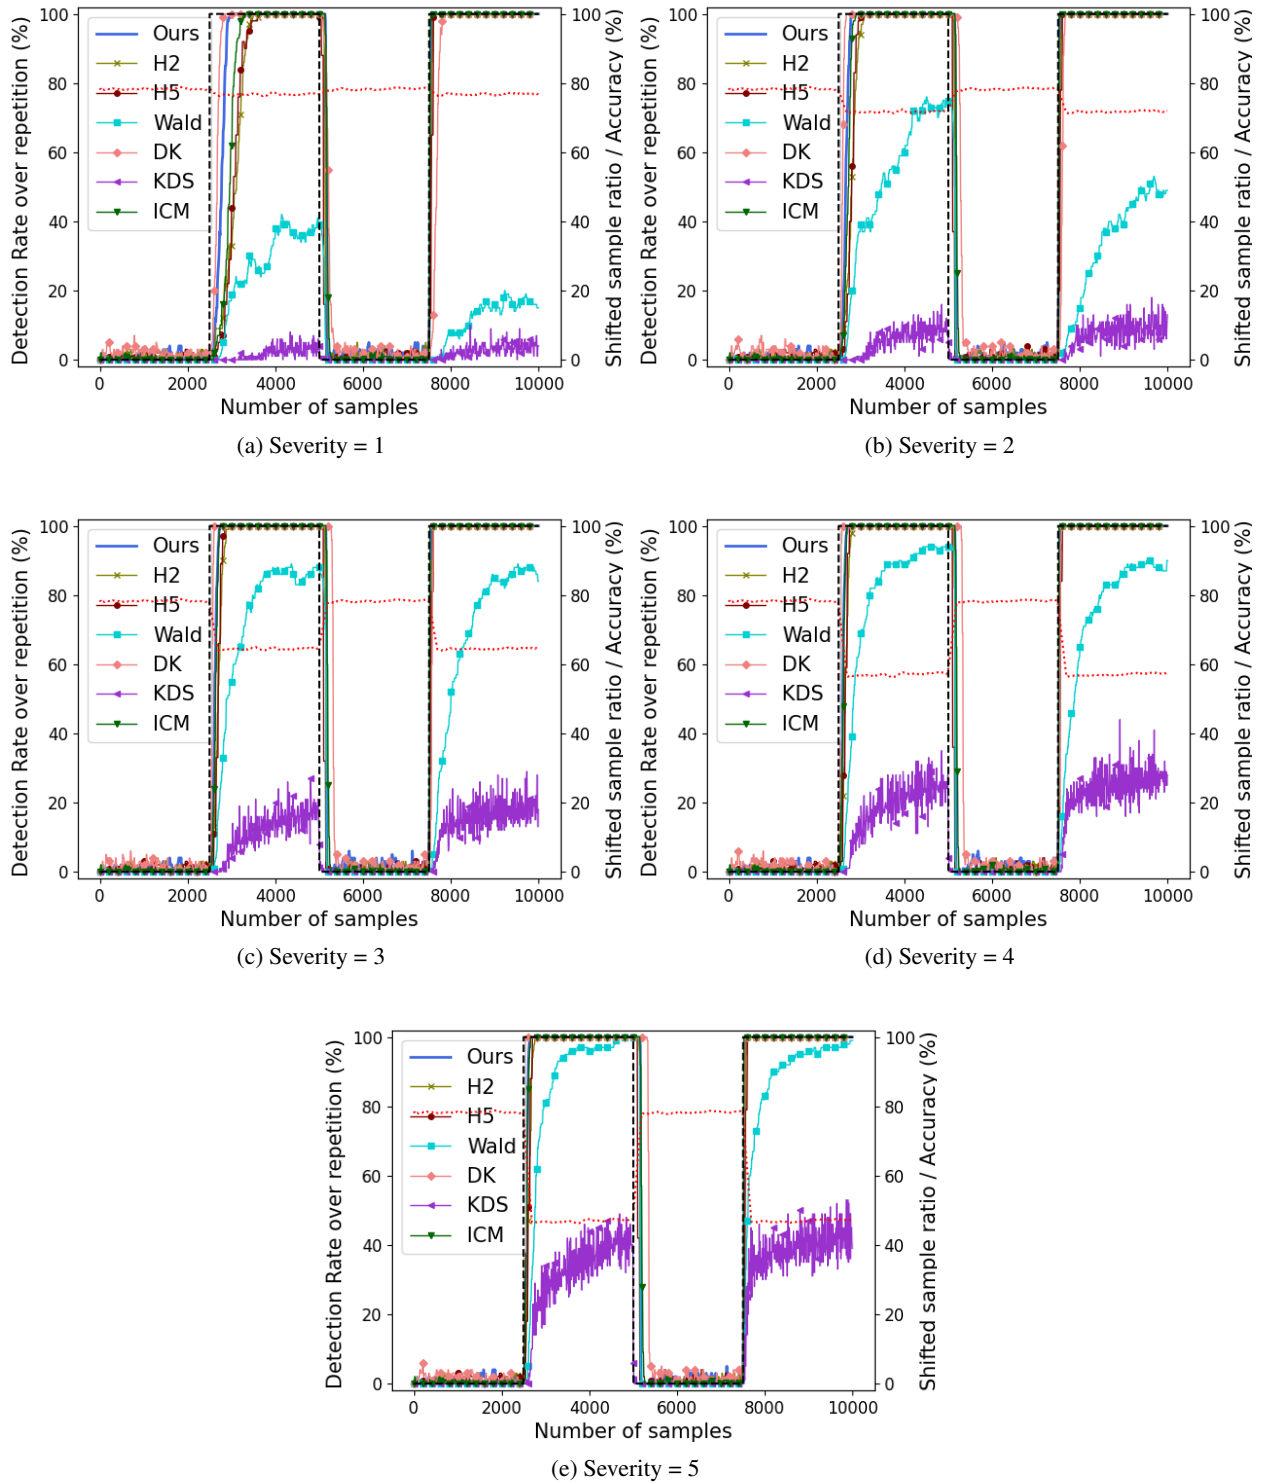 Detection Rate over repetition (%)
100
80
60
40
20
0
Ours
H2
H5
Wald
DK
KDS
ICM
100
80
60
40
20
0
Shifted sample ratio / Accuracy (%)
0 2000 4000 6000 8000 10000
Number of samples
(a) Severity = 1
Detection Rate over repetition (%)
100
80
60
40
20
0
Ours
H2
H5
Wald
DK
KDS
ICM
100
80
60
40
20
0
Shifted sample ratio / Accuracy (%)
0 2000 4000 6000 8000 10000
Number of samples
(b) Severity = 2
Detection Rate over repetition (%)
100
80
60
40
20
0
Ours
H2
H5
Wald
DK
KDS
ICM
100
80
60
40
20
0
Shifted sample ratio / Accuracy (%)
0 2000 4000 6000 8000 10000
Number of samples
(c) Severity = 3
Detection Rate over repetition (%)
100
80
60
40
20
0
Ours
H2
H5
Wald
DK
KDS
ICM
100
80
60
40
20
0
Shifted sample ratio / Accuracy (%)
0 2000 4000 6000 8000 10000
Number of samples
(d) Severity = 4
Detection Rate over repetition (%)
100
80
60
40
20
0
Ours
H2
H5
Wald
DK
KDS
ICM
100
80
60
40
20
0
Shifted sample ratio / Accuracy (%)
0 2000 4000 6000 8000 10000
Number of samples
(e) Severity = 5